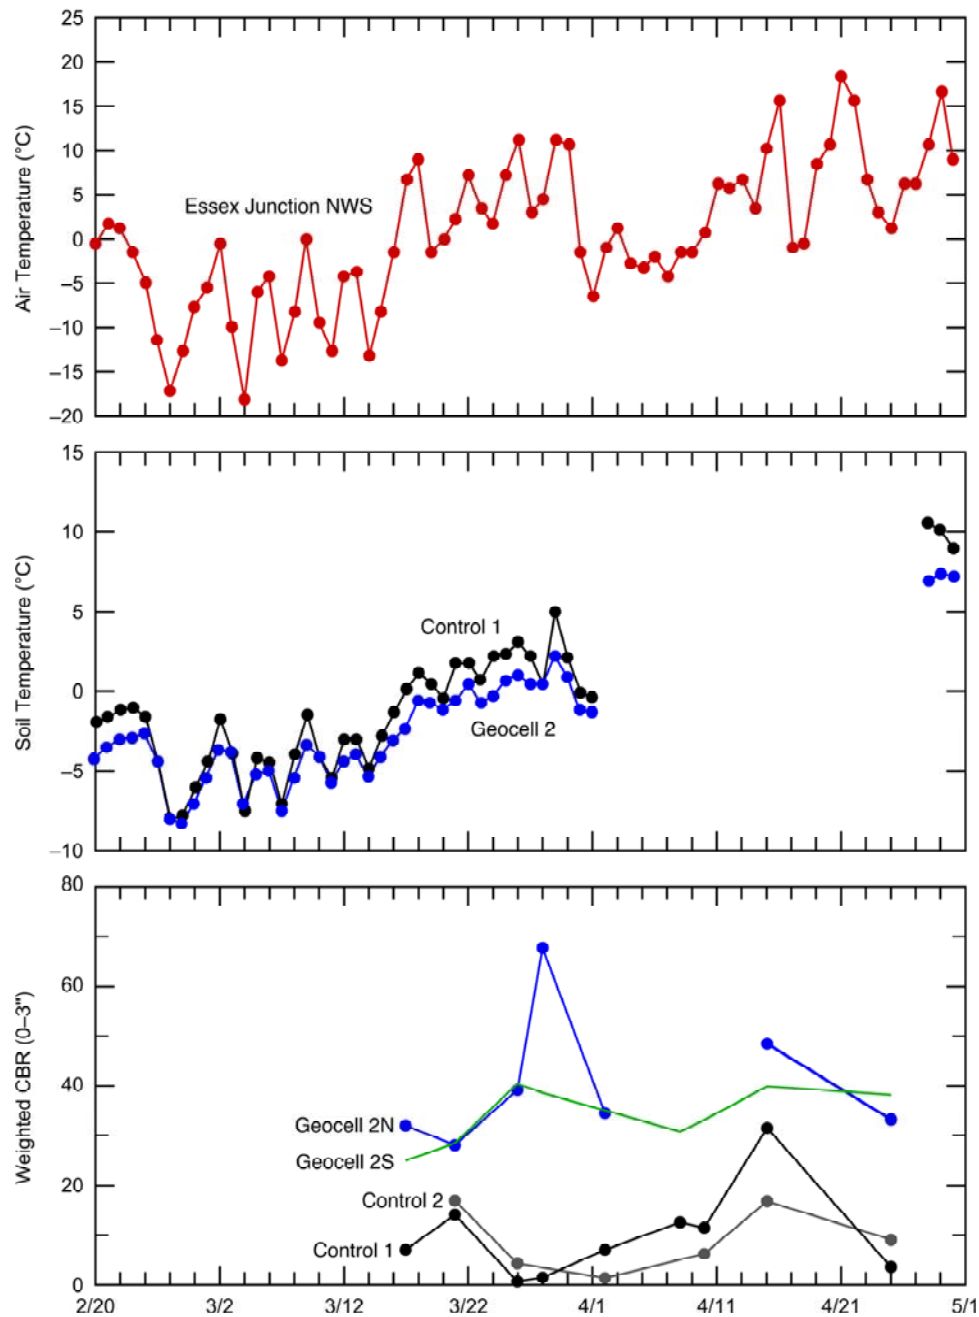 25
20
15
10
5
0
−5
−10
−15
−20
Air Temperature (°C)
Essex Junction NWS
15
10
5
0
−5
−10
Soil Temperature (°C)
Control 1
Geocell 2
80
60
40
20
0
Weighted CBR (0–3")
Geocell 2N
Geocell 2S
Control 2
Control 1
2/20 3/2 3/12 3/22 4/1 4/11 4/21 5/1